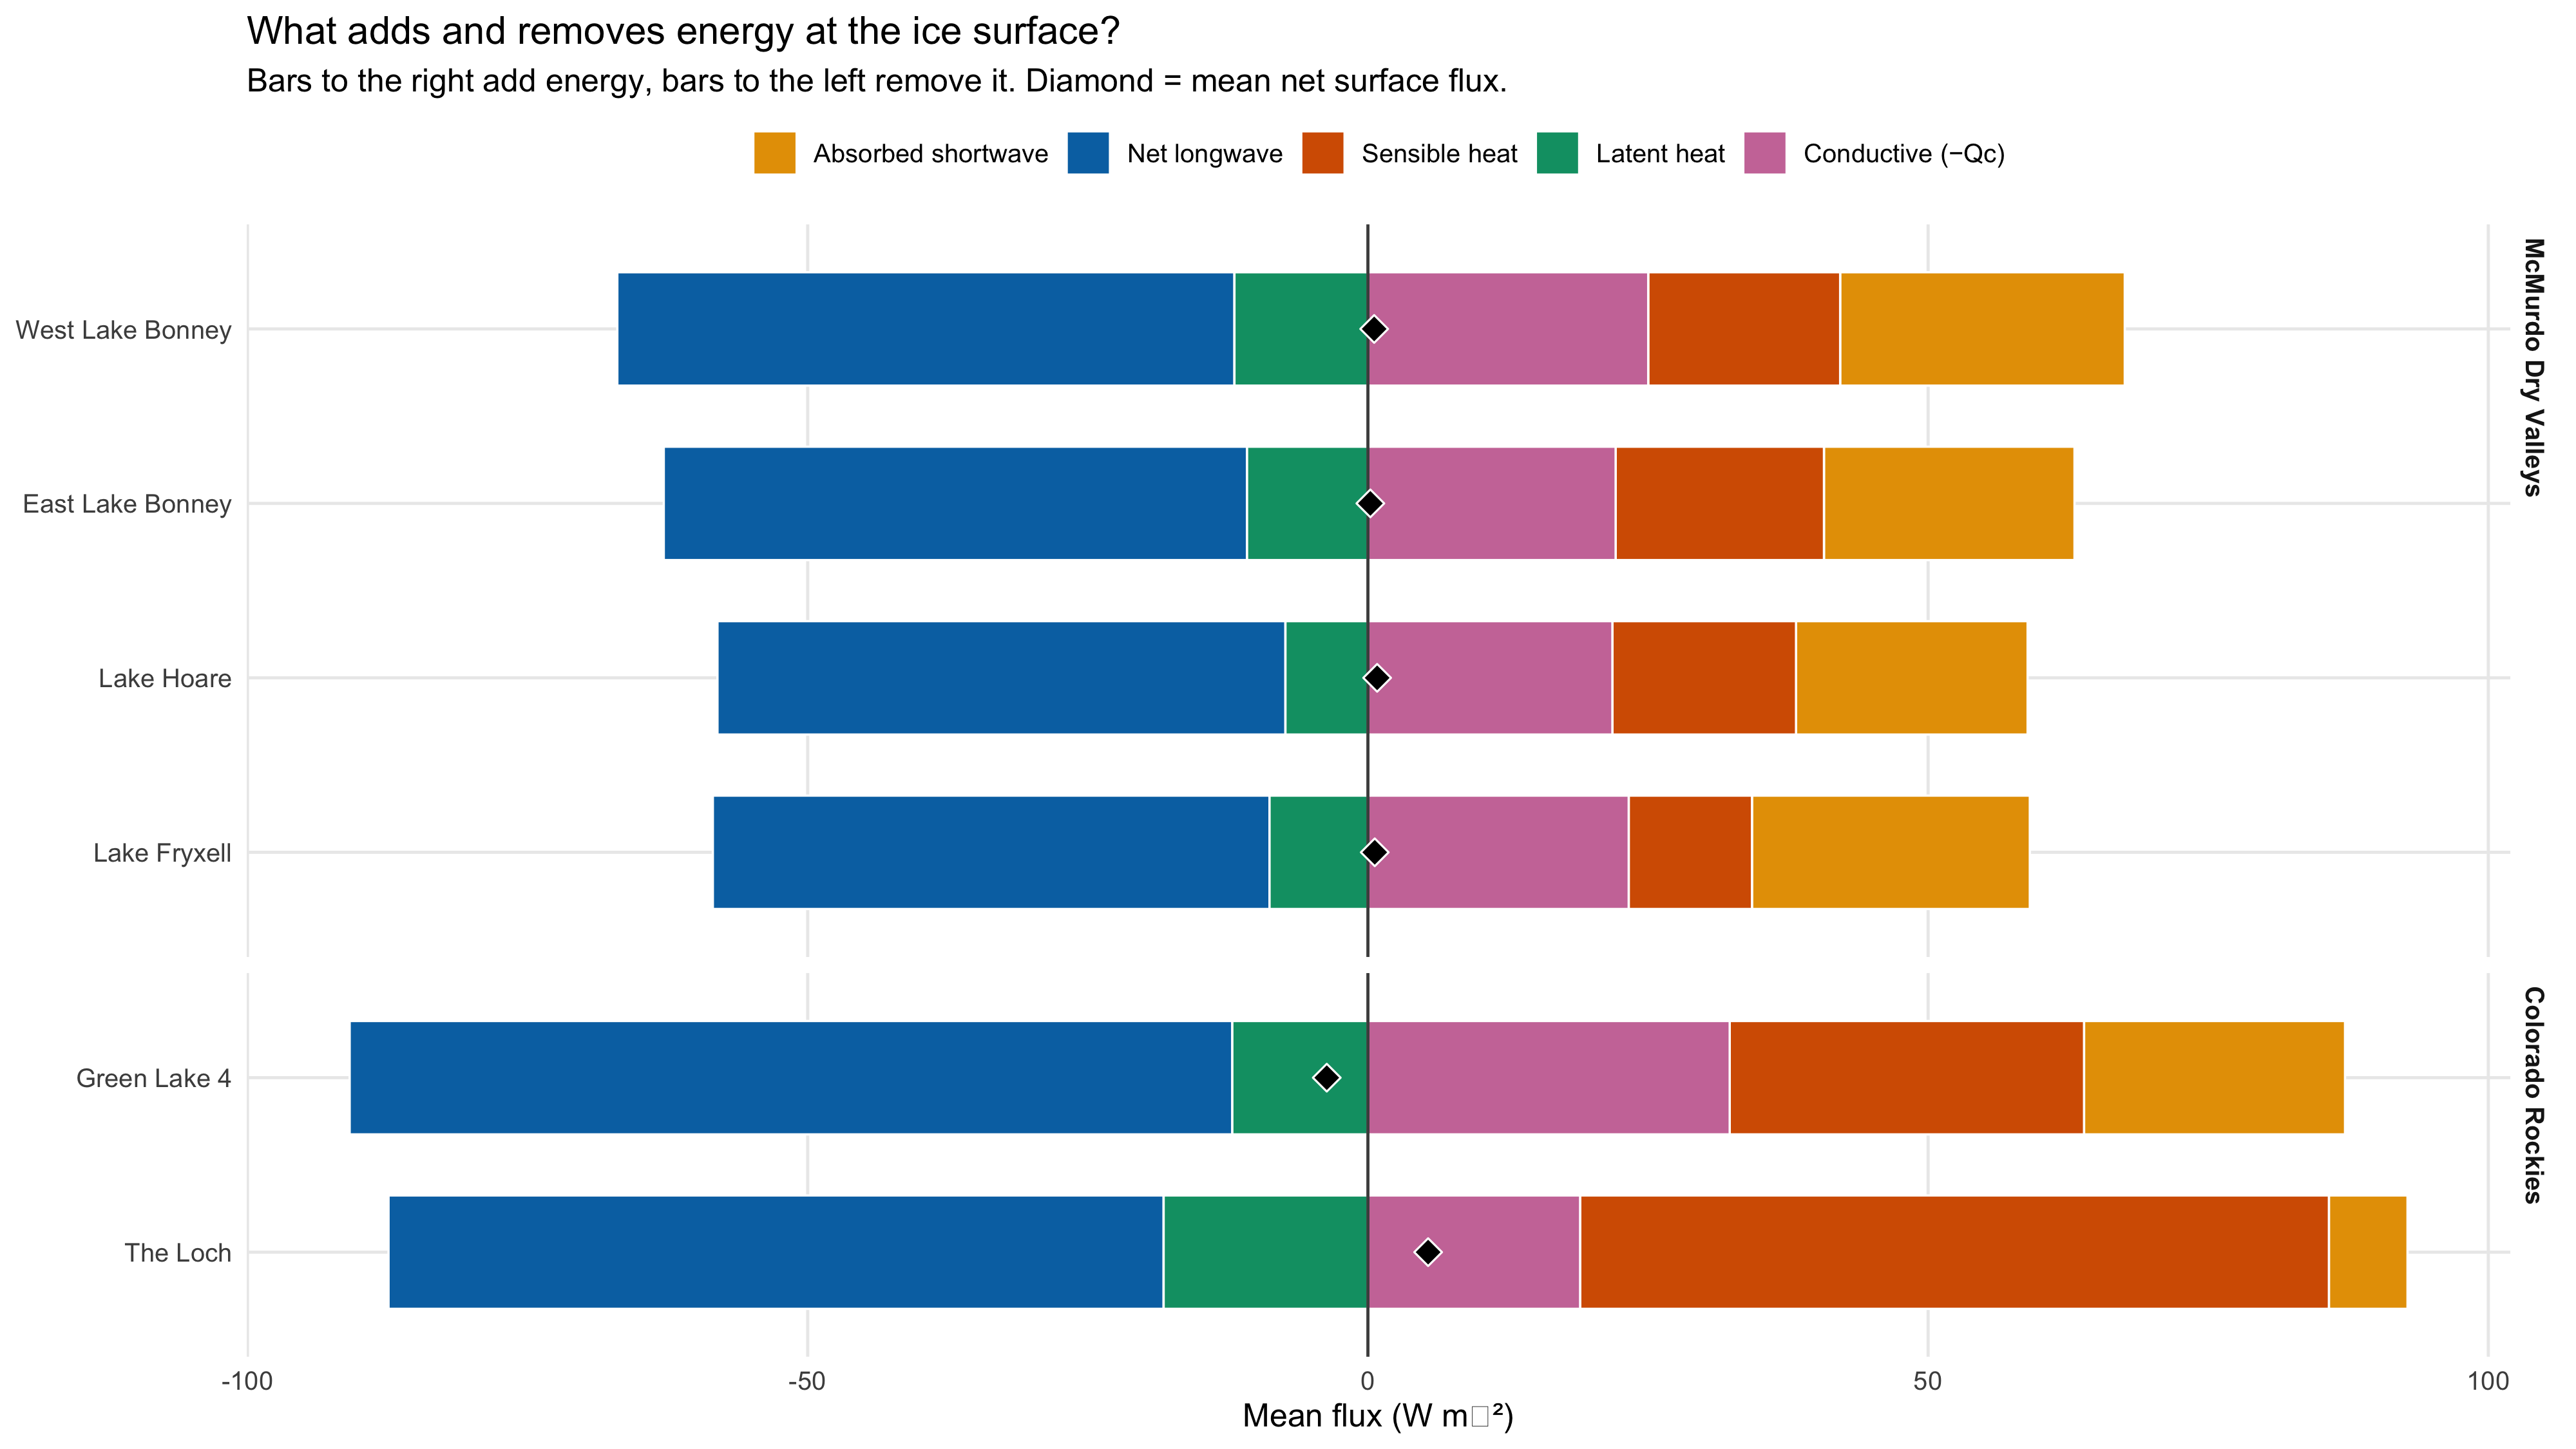 What adds and removes energy at the ice surface?
Bars to the right add energy, bars to the left remove it. Diamond = mean net surface flux.
Absorbed shortwave
Net longwave
Sensible heat
Latent heat
Conductive (−Qc)
McMurdo Dry Valleys
West Lake Bonney
East Lake Bonney
Lake Hoare
Lake Fryxell
Colorado Rockies
Green Lake 4
The Loch
-100
-50
0
50
100
Mean flux (W m□²)